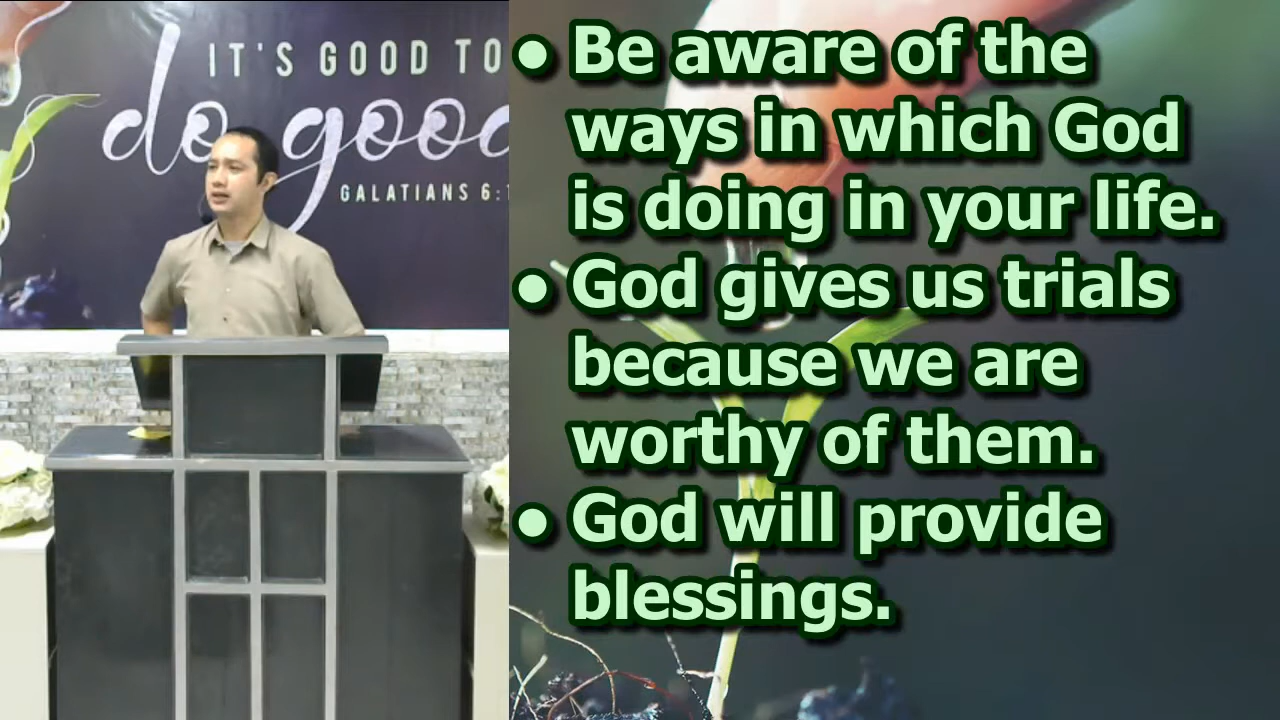 IT'S GOOD TO
do good
GALATIANS 6:
• Be aware of the
ways in which God
is doing in your life.
• God gives us trials
because we are
worthy of them.
• God will provide
blessings.